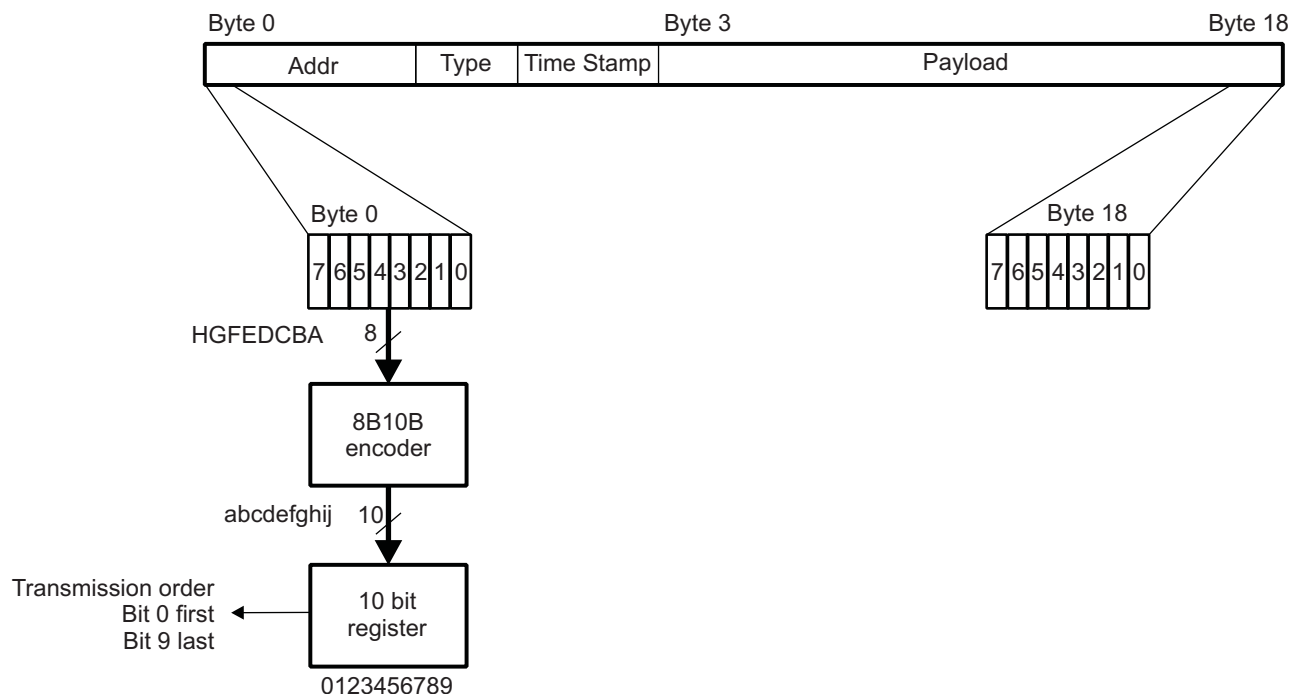 Byte 0 Byte 3 Byte 18
Addr Type Time Stamp Payload
Byte 0 Byte 18
7 6 5 4 3 2 1 0 7 6 5 4 3 2 1 0
HGFEDCBA 8
8B10B
encoder
abcdefghij 10
Transmission order
Bit 0 first
Bit 9 last
10 bit
register
0123456789